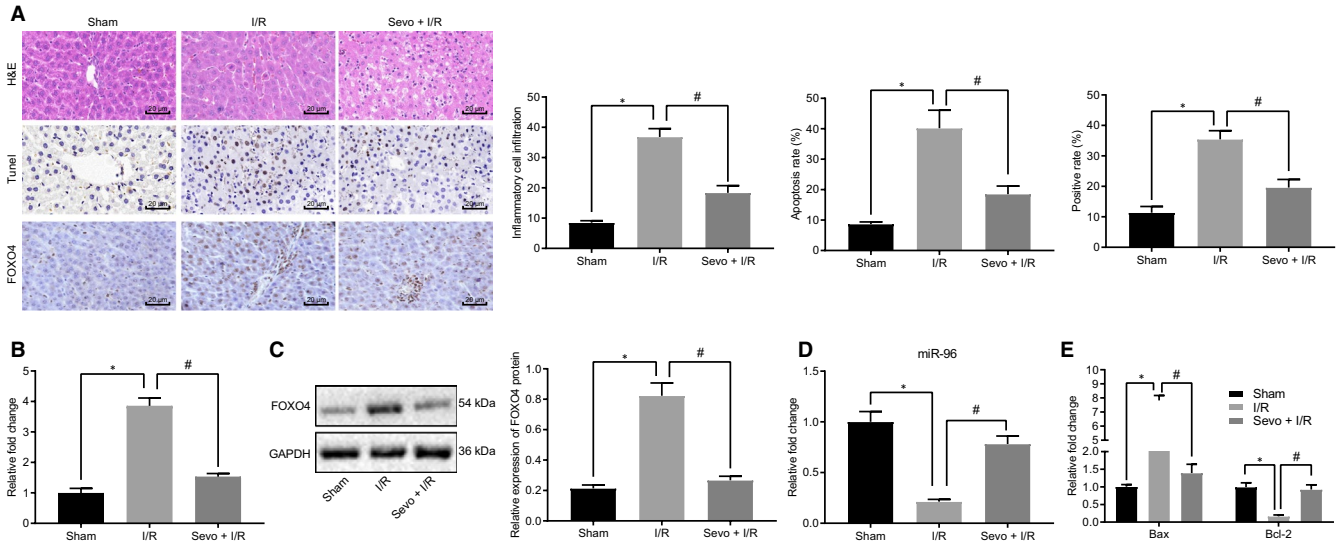 A
Sham
I/R
Sevo + I/R
H&E
20 μm
20 μm
20 μm
Tunel
20 μm
20 μm
20 μm
FOXO4
20 μm
20 μm
20 μm
Inflammatory cell infitration
50
40
30
20
10
0
*
#
Sham
I/R
Sevo + I/R
Apoptosis rate (%)
50
40
30
20
10
0
*
#
Sham
I/R
Sevo + I/R
Positive rate (%)
50
40
30
20
10
0
*
#
Sham
I/R
Sevo + I/R
B
Relative fold change
5
4
3
2
1
0
*
#
Sham
I/R
Sevo + I/R
C
FOXO4
54 kDa
GAPDH
36 kDa
Sham
I/R
Sevo + I/R
Relative expression of FOXO4 protein
1.0
0.8
0.6
0.4
0.2
0.0
*
#
Sham
I/R
Sevo + I/R
D
miR-96
Relative fold change
1.5
1.0
0.5
0.0
*
#
Sham
I/R
Sevo + I/R
E
Relative fold change
10
9
8
7
6
5
2.0
1.5
1.0
0.5
0.0
*
#
*
#
Sham
I/R
Sevo + I/R
Bax
Bcl-2